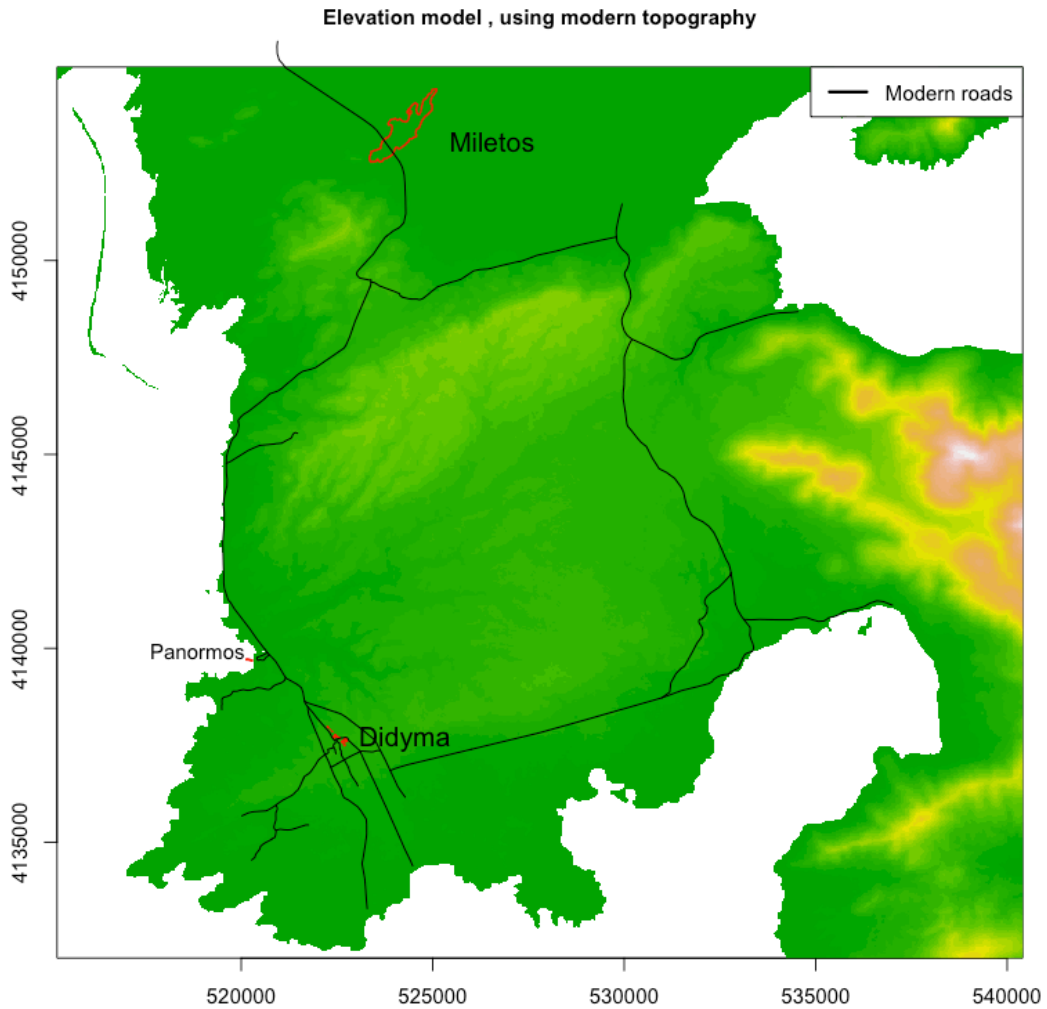 Elevation model , using modern topography
Modern roads
Miletos
Panormos
Didyma
4150000
4145000
4140000
4135000
520000 525000 530000 535000 540000